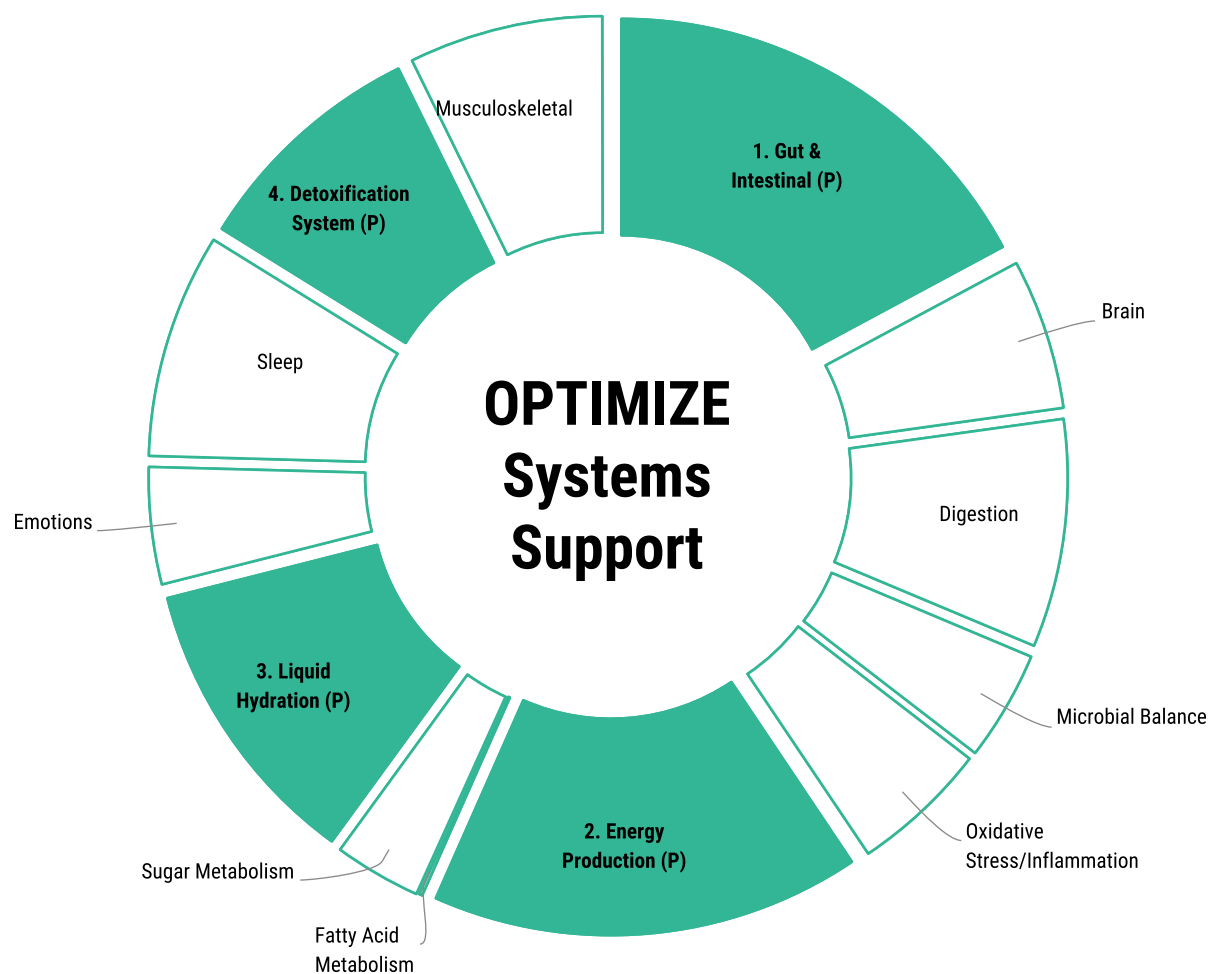 OPTIMIZE
Systems
Support
1. Gut &
Intestinal (P)
Brain
Digestion
Microbial Balance
Oxidative
Stress/Inflammation
2. Energy
Production (P)
Fatty Acid
Metabolism
Sugar Metabolism
3. Liquid
Hydration (P)
Emotions
Sleep
4. Detoxification
System (P)
Musculoskeletal